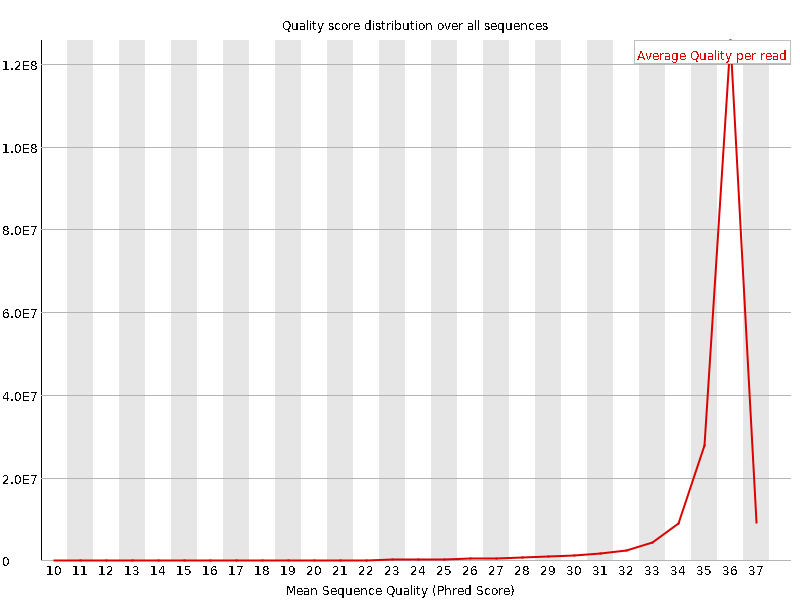 Quality score distribution over all sequences
Average Quality per read
1.2E8
1.0E8
8.0E7
6.0E7
4.0E7
2.0E7
0
10 11 12 13 14 15 16 17 18 19 20 21 22 23 24 25 26 27 28 29 30 31 32 33 34 35 36 37
Mean Sequence Quality (Phred Score)